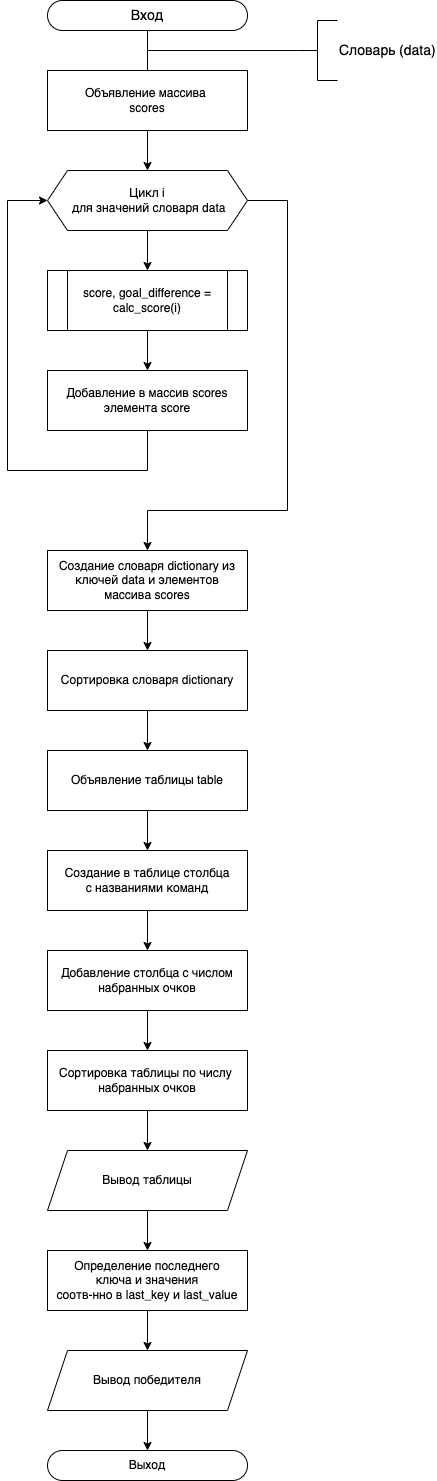 Вход
Словарь (data)
Объявление массива
scores
Цикл i
для значений словаря data
score, goal_difference =
calc_score(i)
Добавление в массив scores
элемента score
Создание словаря dictionary из
ключей data и элементов
массива scores
Сортировка словаря dictionary
Объявление таблицы table
Создание в таблице столбца
с названиями команд
Добавление столбца с числом
набранных очков
Сортировка таблицы по числу
набранных очков
Вывод таблицы
Определение последнего
ключа и значения
соотв-нно в last_key и last_value
Вывод победителя
Выход